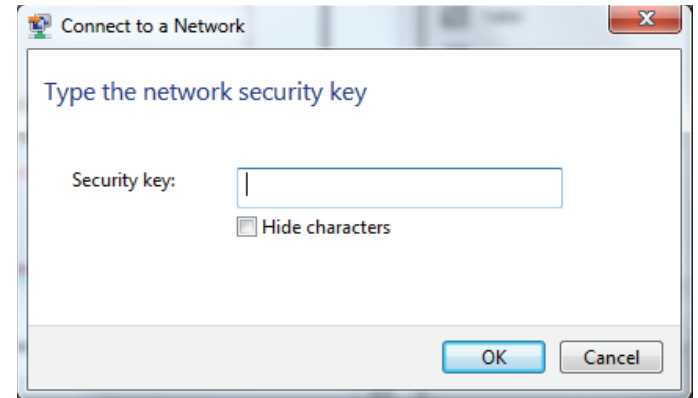 Connect to a Network
Type the network security key
Security key:
Hide characters
OK Cancel